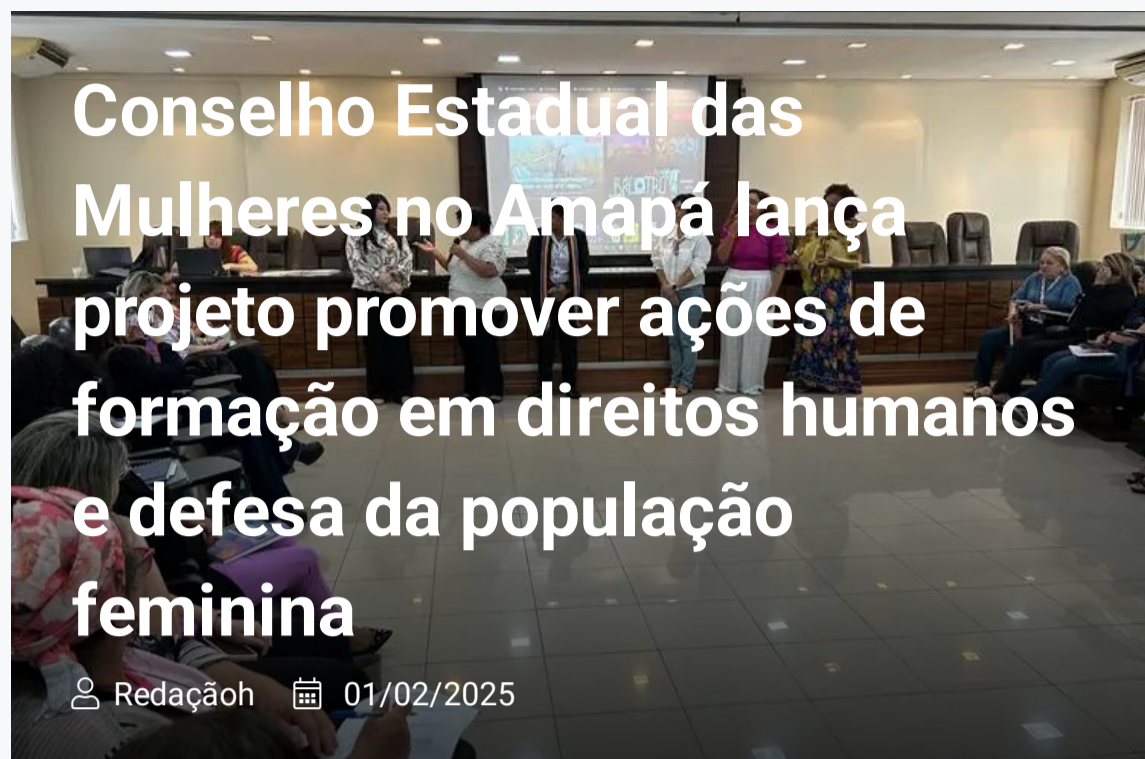 Conselho Estadual das
Mulheres no Amapá lança
projeto promover ações de
formação em direitos humanos
e defesa da população
feminina
Redaçãoh 01/02/2025